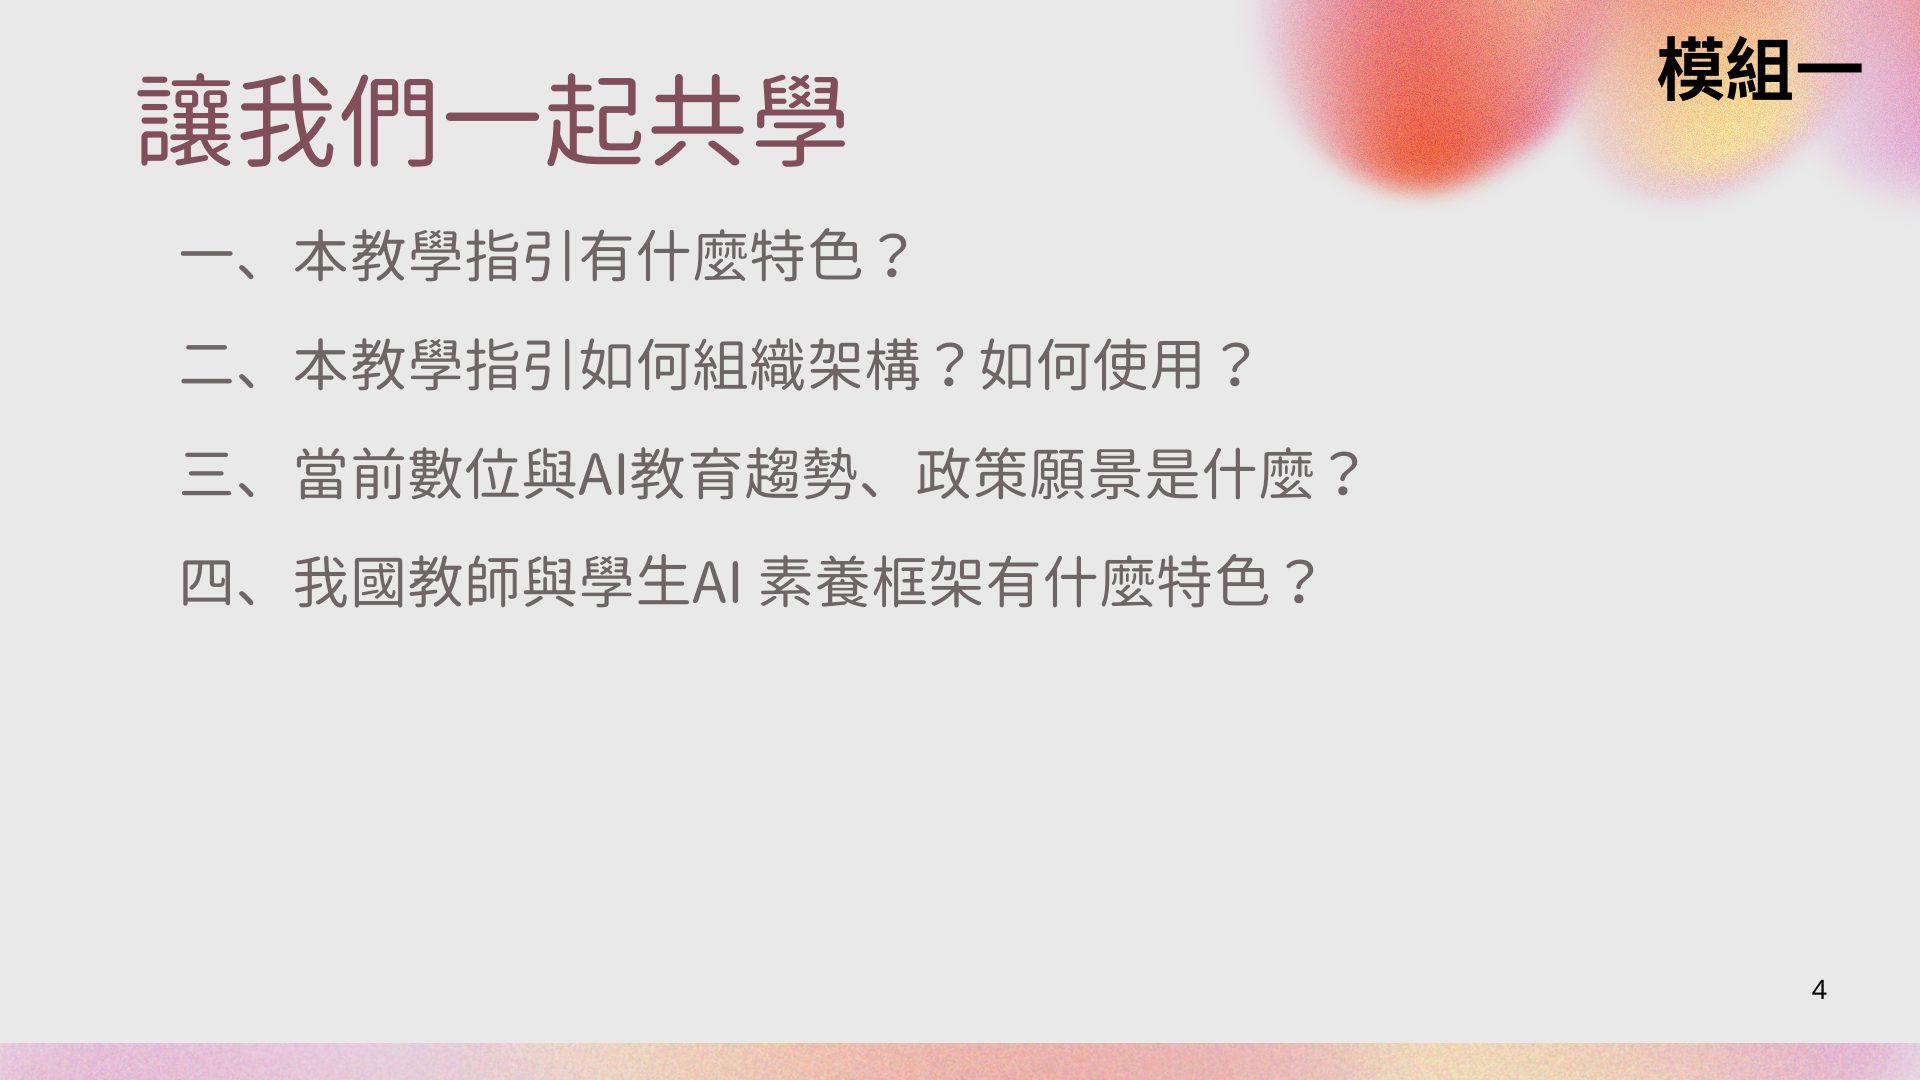 模組一
讓我們一起共學
一、本教學指引有什麼特色？
二、本教學指引如何組織架構？如何使用？
三、當前數位與AI教育趨勢、政策願景是什麼？
四、我國教師與學生AI 素養框架有什麼特色？
4